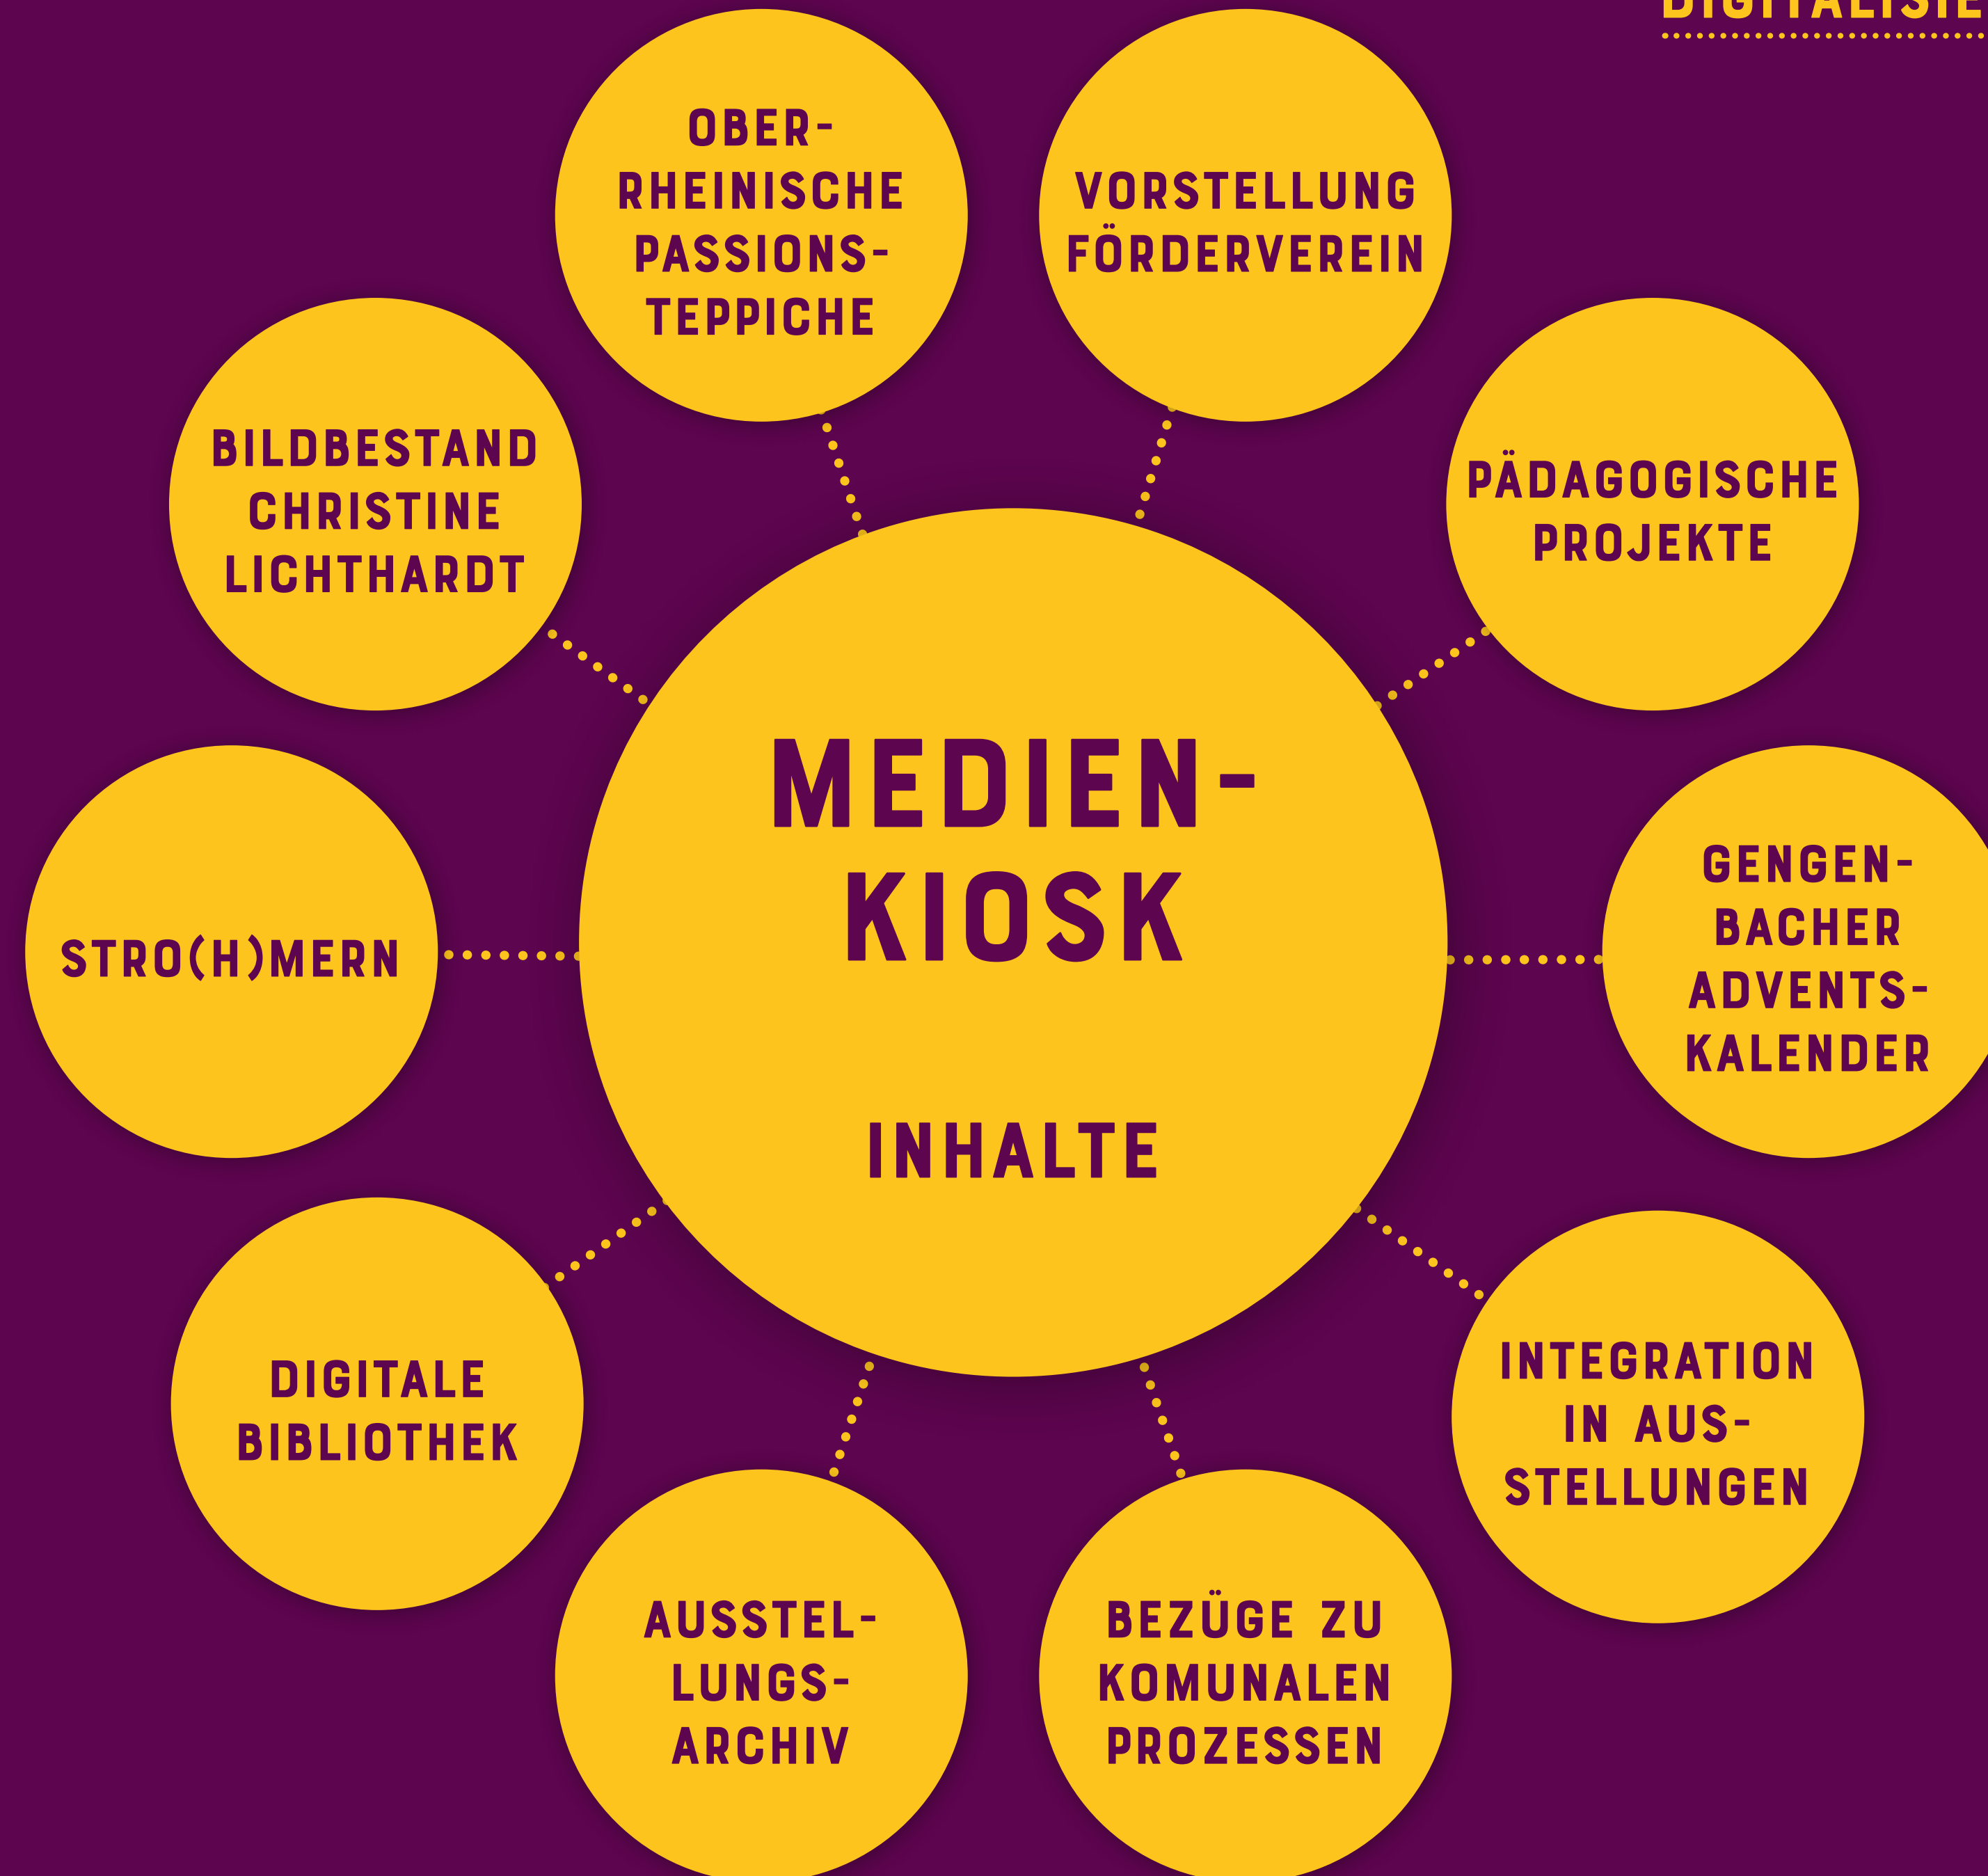 OBER-
RHEINISCHE
PASSIONS-
TEPPICHE
VORSTELLUNG
FÖRDERVEREIN
BILDBESTAND
CHRISTINE
LICHTHARDT
PÄDAGOGISCHE
PROJEKTE
MEDIEN-
KIOSK
INHALTE
STRO(H)MERN
GENGEN-
BACHER
ADVENTS-
KALENDER
DIGITALE
BIBLIOTHEK
INTEGRATION
IN AUS-
STELLUNGEN
AUSSTEL-
LUNGS-
ARCHIV
BEZÜGE ZU
KOMUNALEN
PROZESSEN